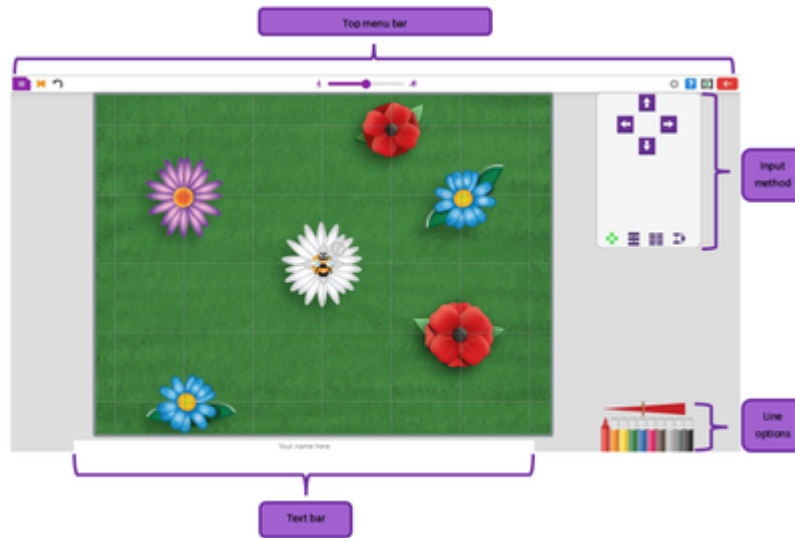 Top menu bar
Input
method
Line
options
Your name here
Text bar